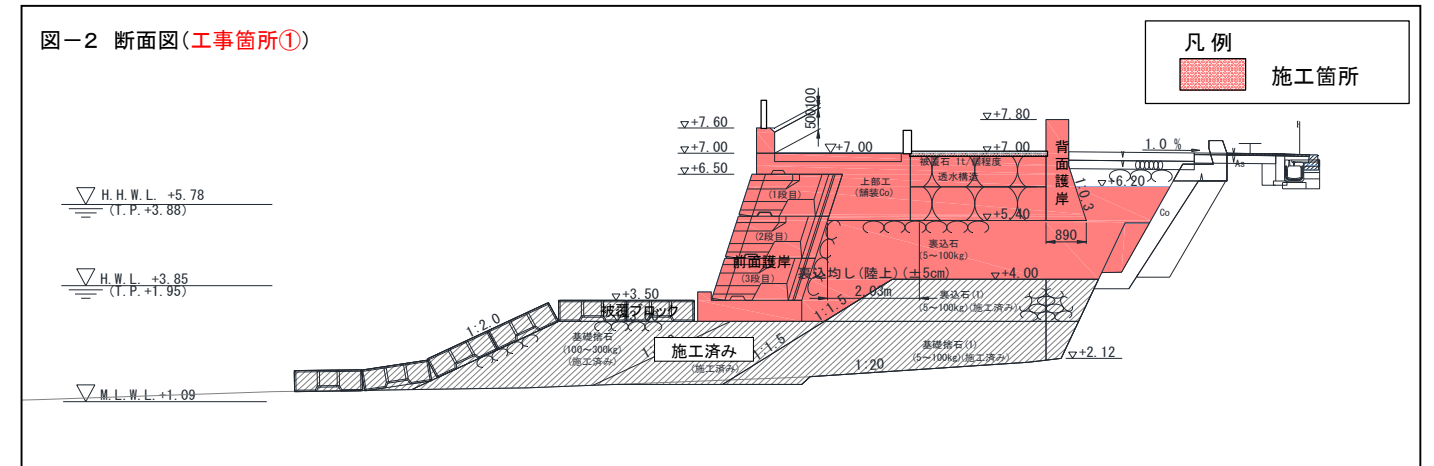 図－2 断面図(工事箇所①)
凡 例
施工箇所
500
100
▽+7.60
▽+7.80
▽+7.00
▽+7.00
▽+7.00
1.0 %
As
▽+6.50
被覆石 1t/個程度
透水構造
背面護岸
1:0.3
▽+6.20
(1段目)
上部工
(舗装Co)
H.H.W.L. +5.78
(T.P.+3.88)
▽+5.40
Co
(2段目)
裏込石
(5～100kg)
890
前面護岸
(3段目)
裏込均し(陸上)(±5cm)
▽+4.00
H.W.L. +3.85
(T.P.+1.95)
2.03m
▽+3.50
裏込石(1)
(5～100kg)(施工済み)
被覆ブロック
1:2.0
1:1.5
基礎捨石
(100～300kg)
(施工済み)
施工済み
1:1.5
(施工済み)
基礎捨石(1)
(5～100kg)(施工済み)
1:20
▽+2.12
M.L.W.L.+1.09